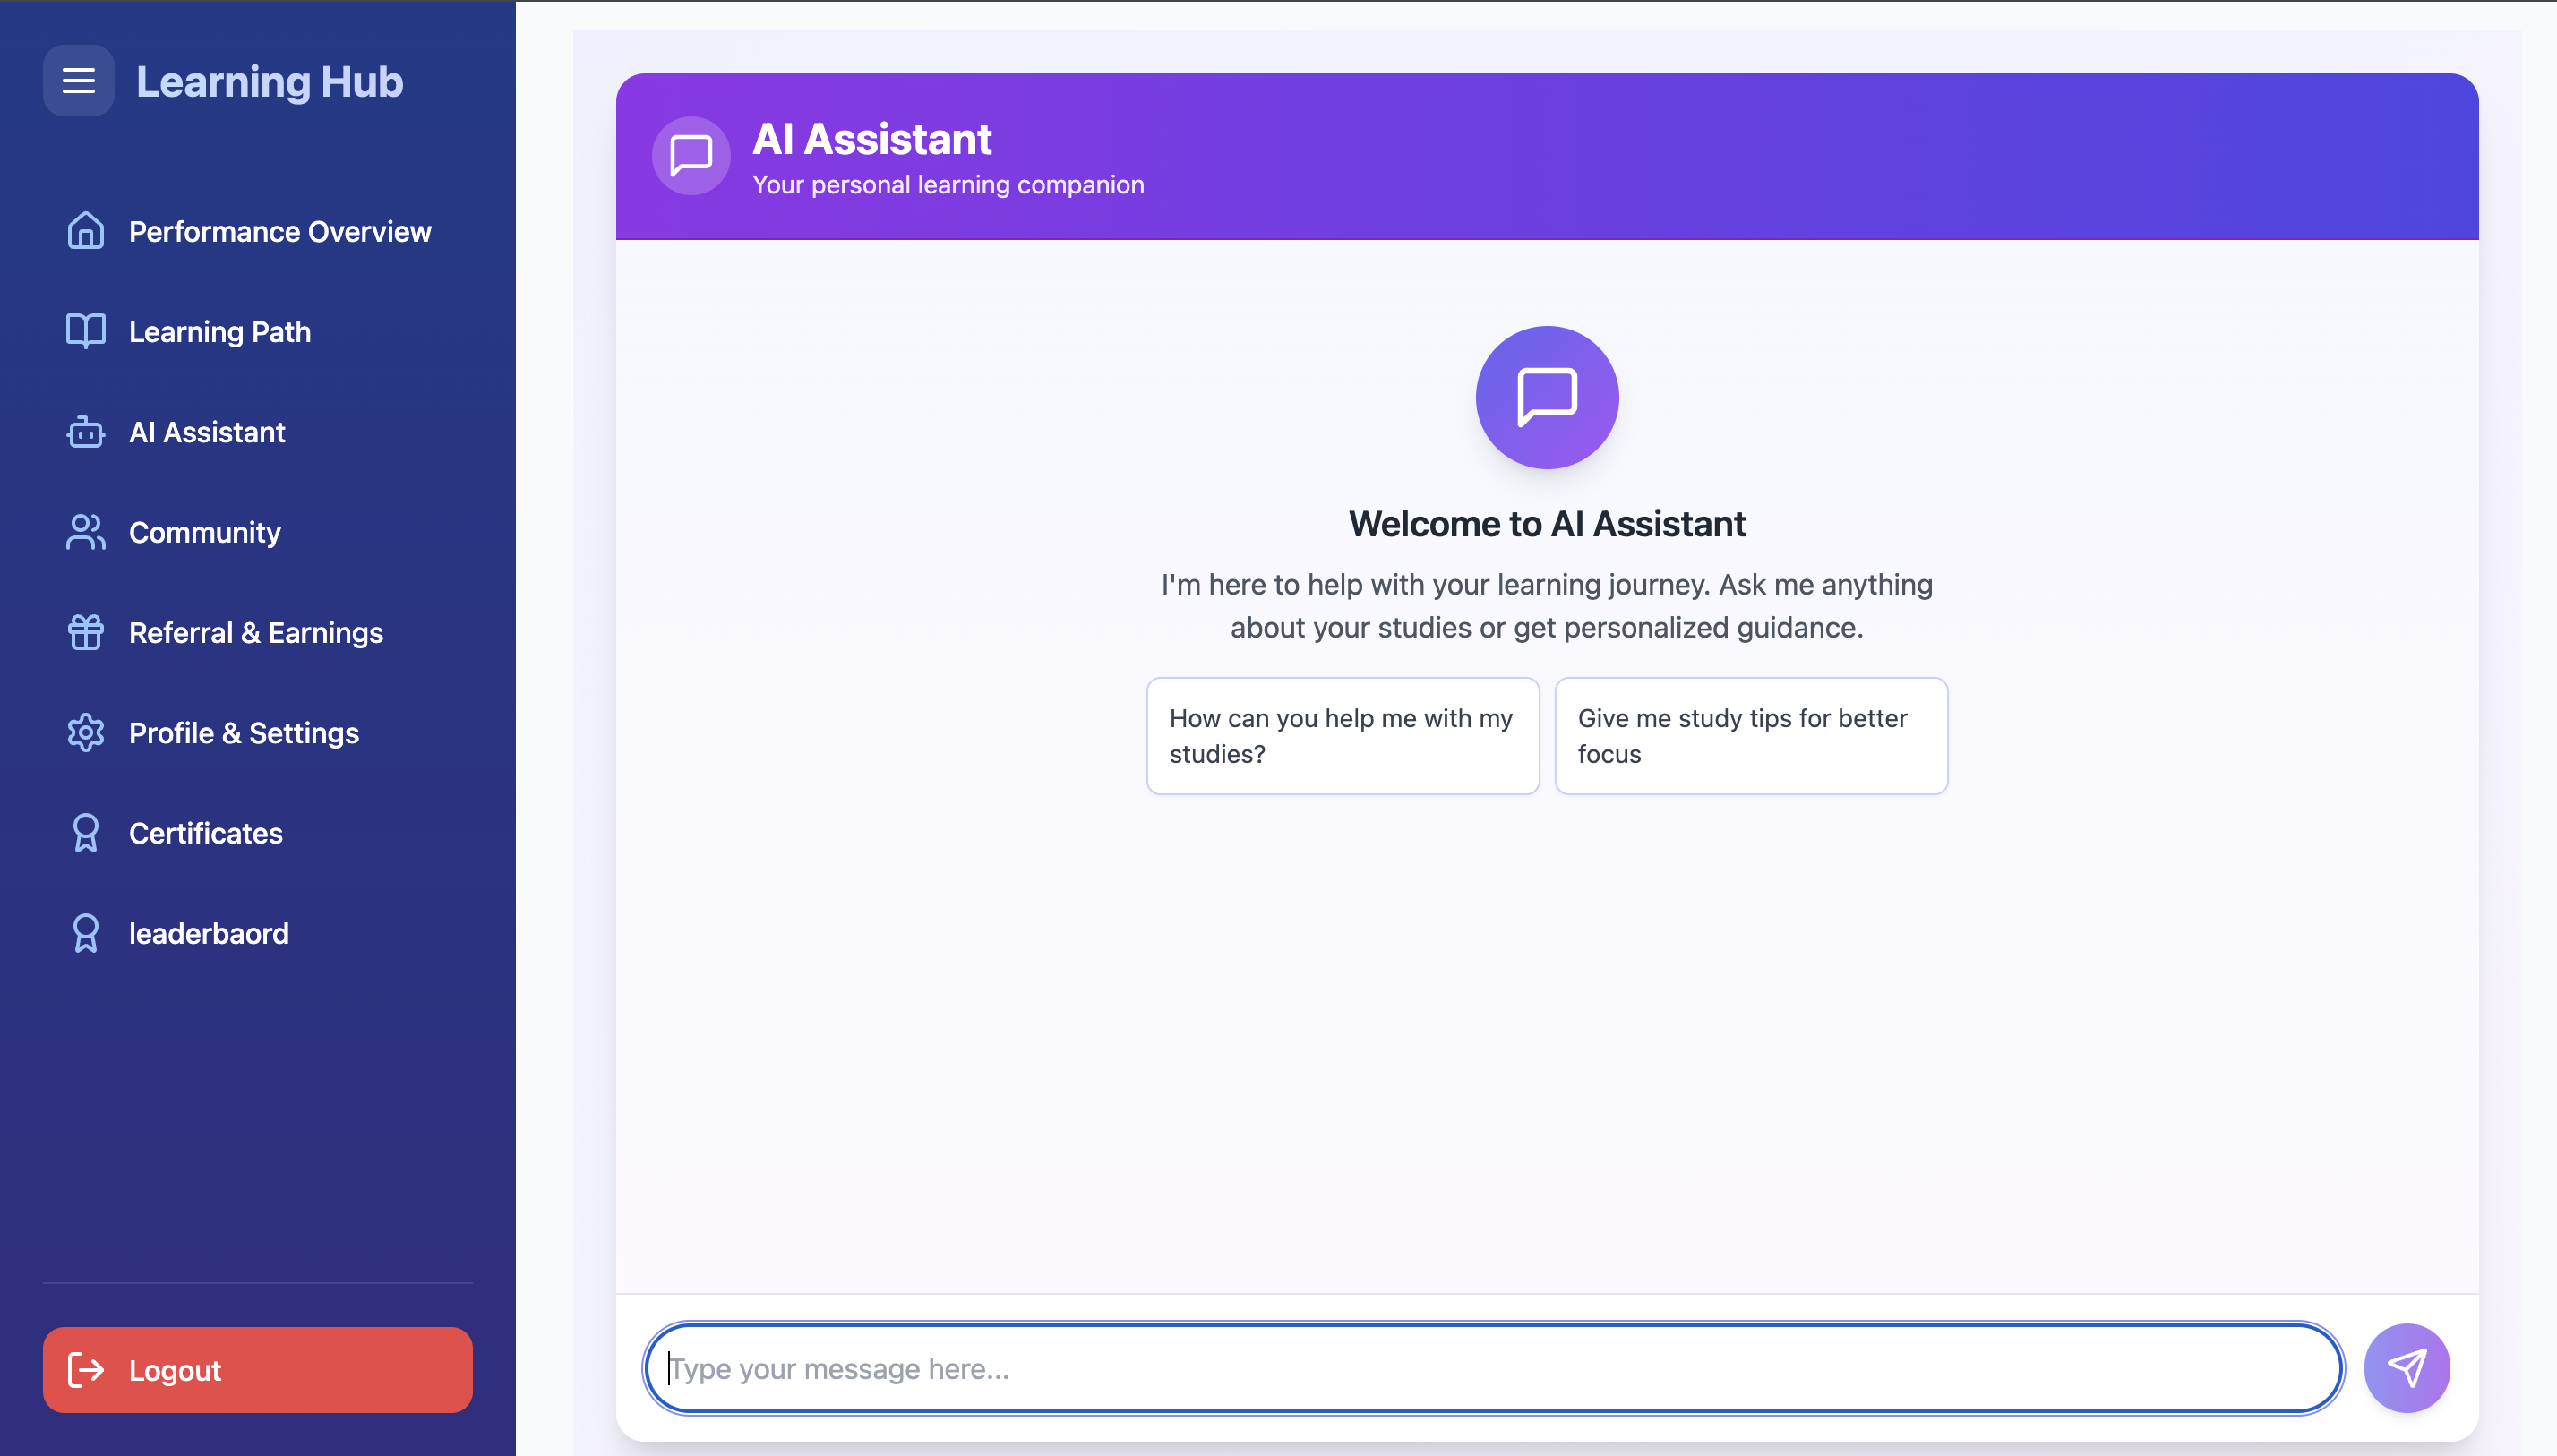 Learning Hub
Performance Overview
Learning Path
AI Assistant
Community
Referral & Earnings
Profile & Settings
Certificates
leaderbaord
Logout
AI Assistant
Your personal learning companion
Welcome to AI Assistant
I'm here to help with your learning journey. Ask me anything
about your studies or get personalized guidance.
How can you help me with my
studies?
Give me study tips for better
focus
Type your message here...